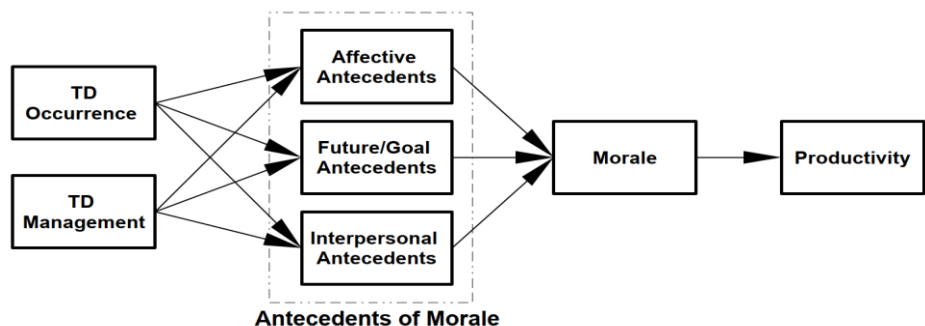 TD
Occurrence
TD
Management
Affective
Antecedents
Future/Goal
Antecedents
Interpersonal
Antecedents
Antecedents of Morale
Morale
Productivity